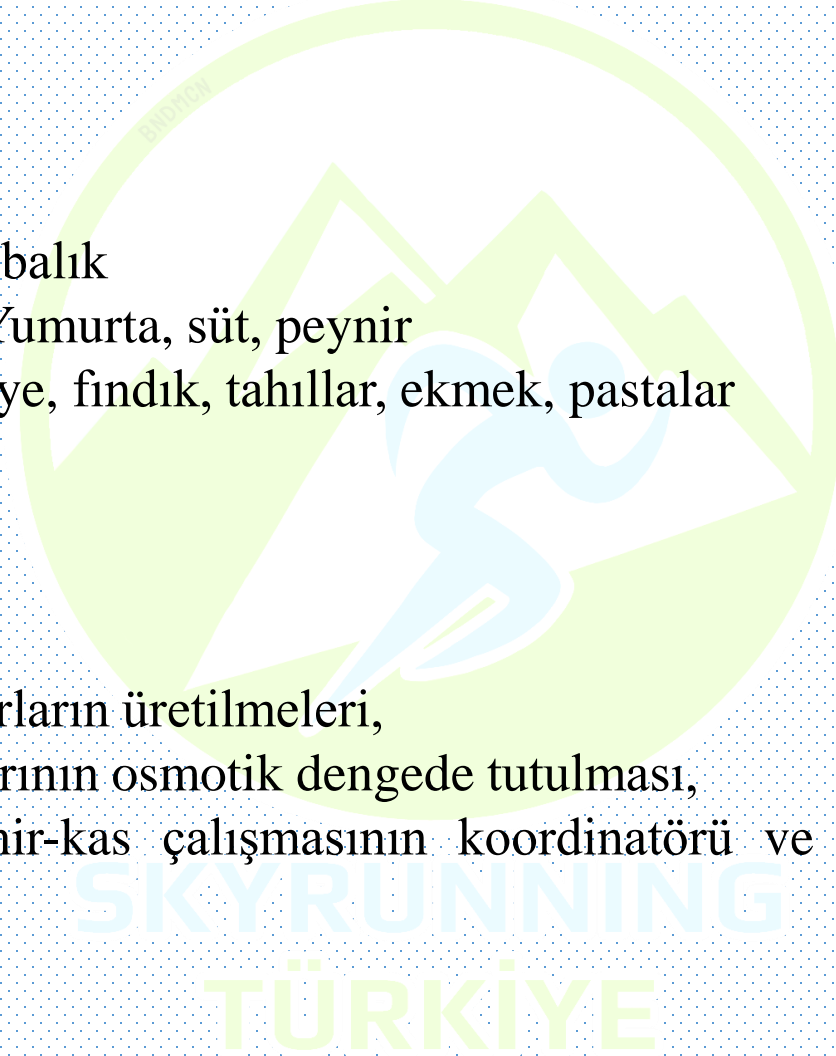 BNDMCN
balık
Yumurta, süt, peynir
ye, fındık, tahıllar, ekmek, pastalar
rların üretilmeleri,
rının osmotik dengede tutulması,
nir-kas çalışmasının koordinatörü ve
SKYRUNNING
TÜRKİYE